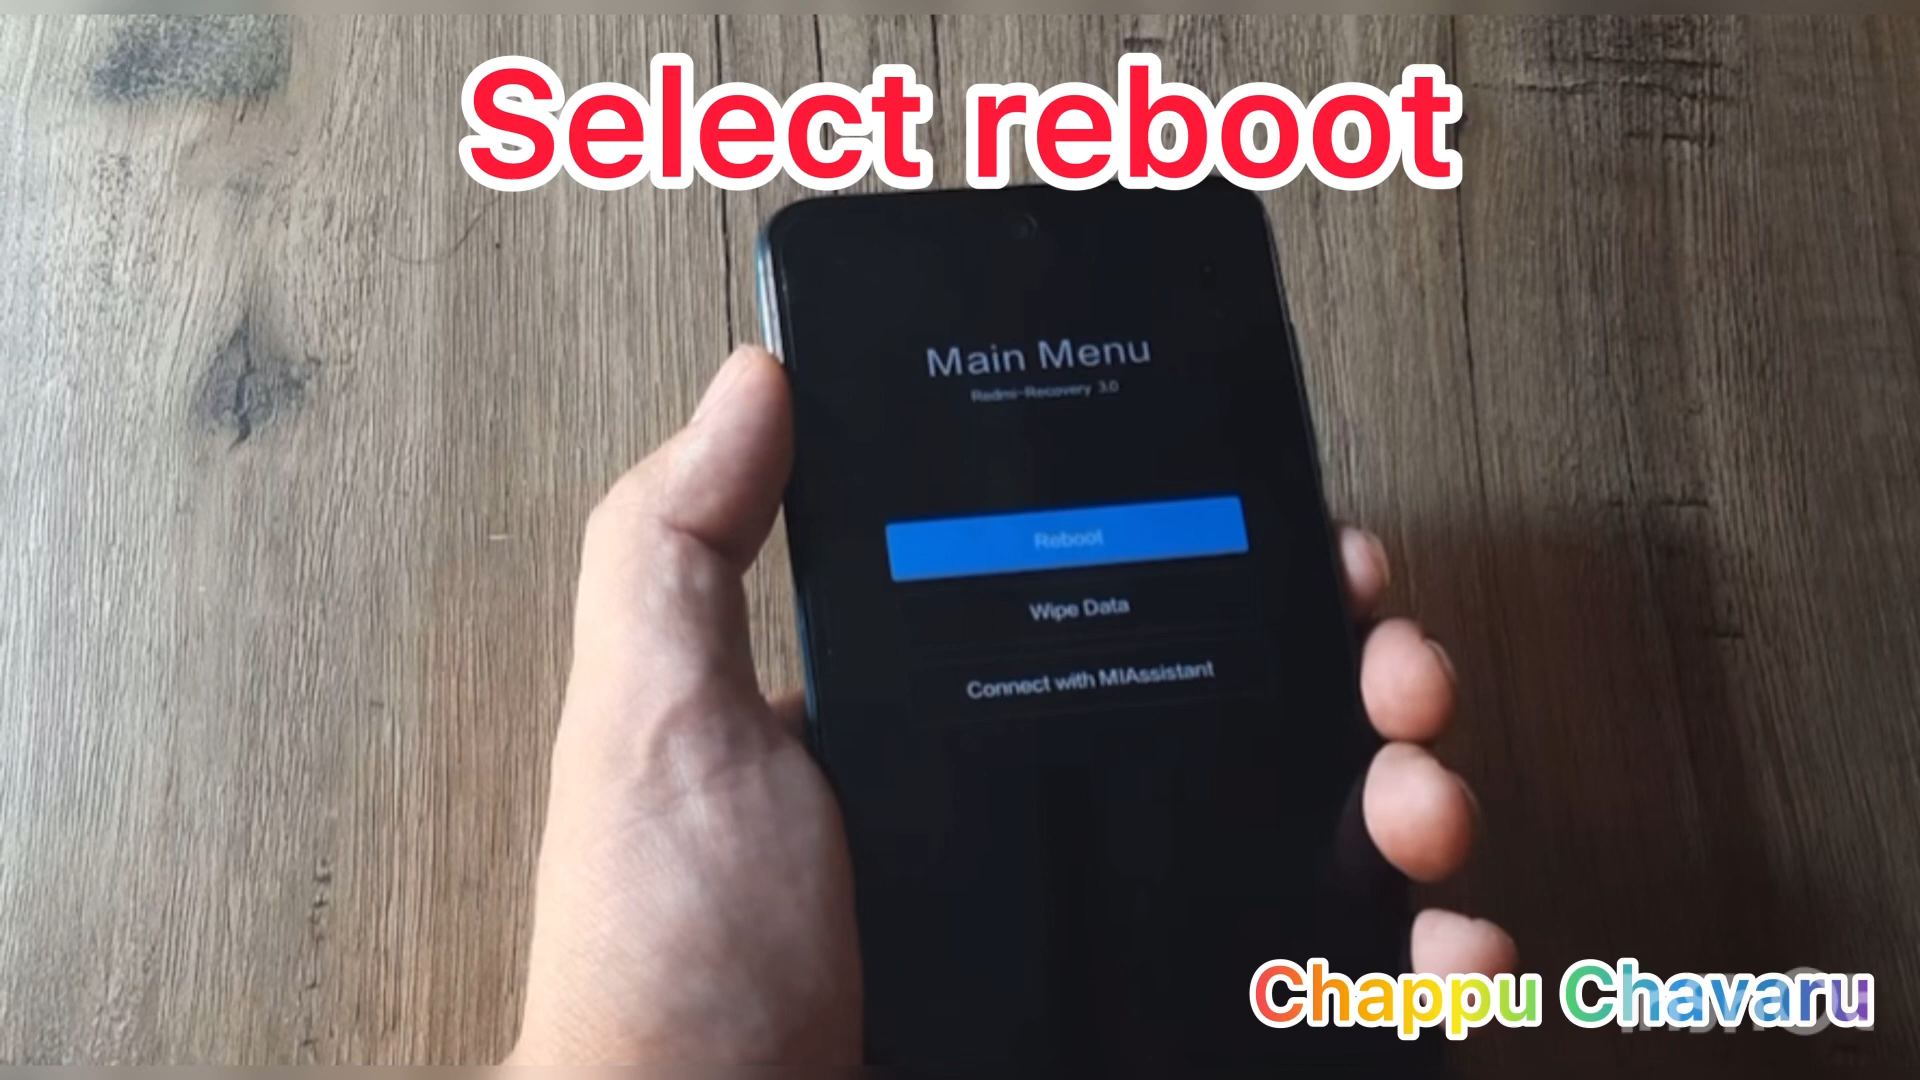 Select reboot
Main Menu
Redmi-Recovery 3.0
Reboot
Wipe Data
Connect with MIAssistant
Chappu Chavaru